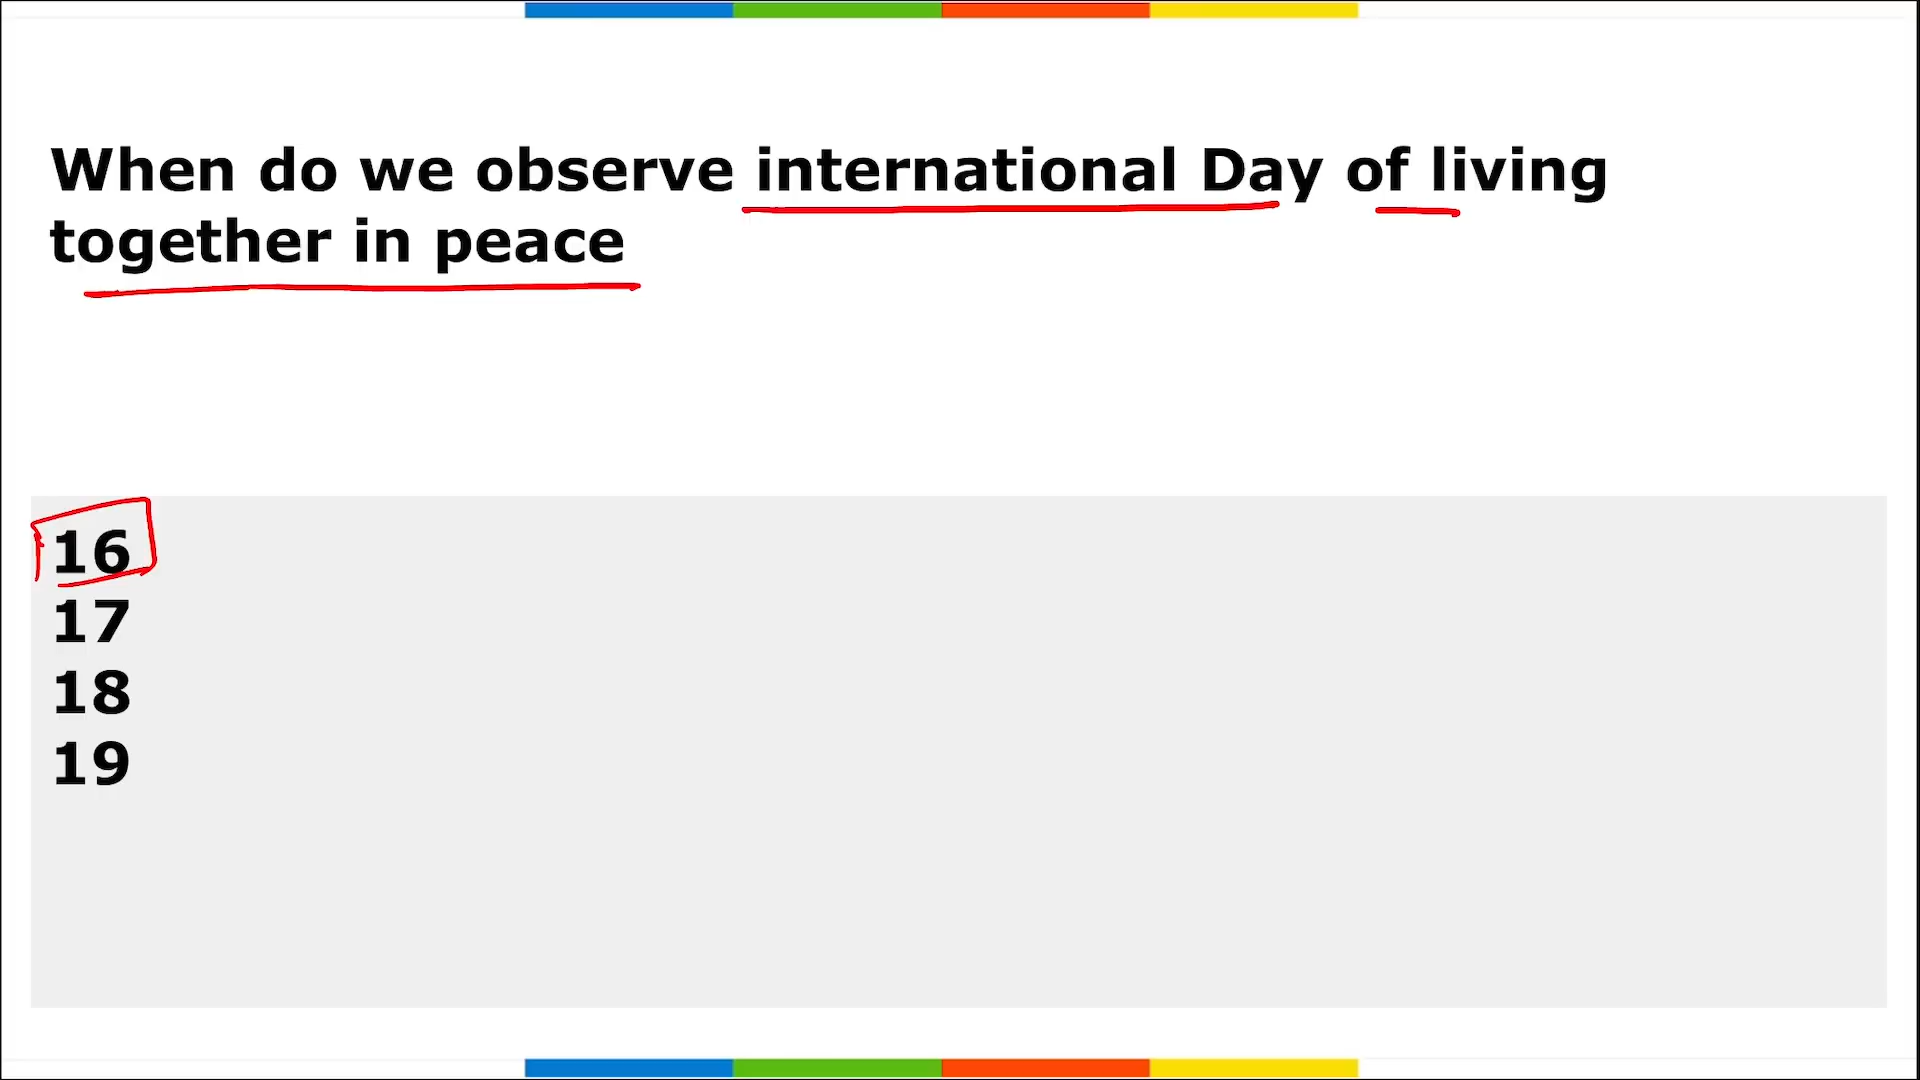 When do we observe international Day of living
together in peace
16
17
18
19